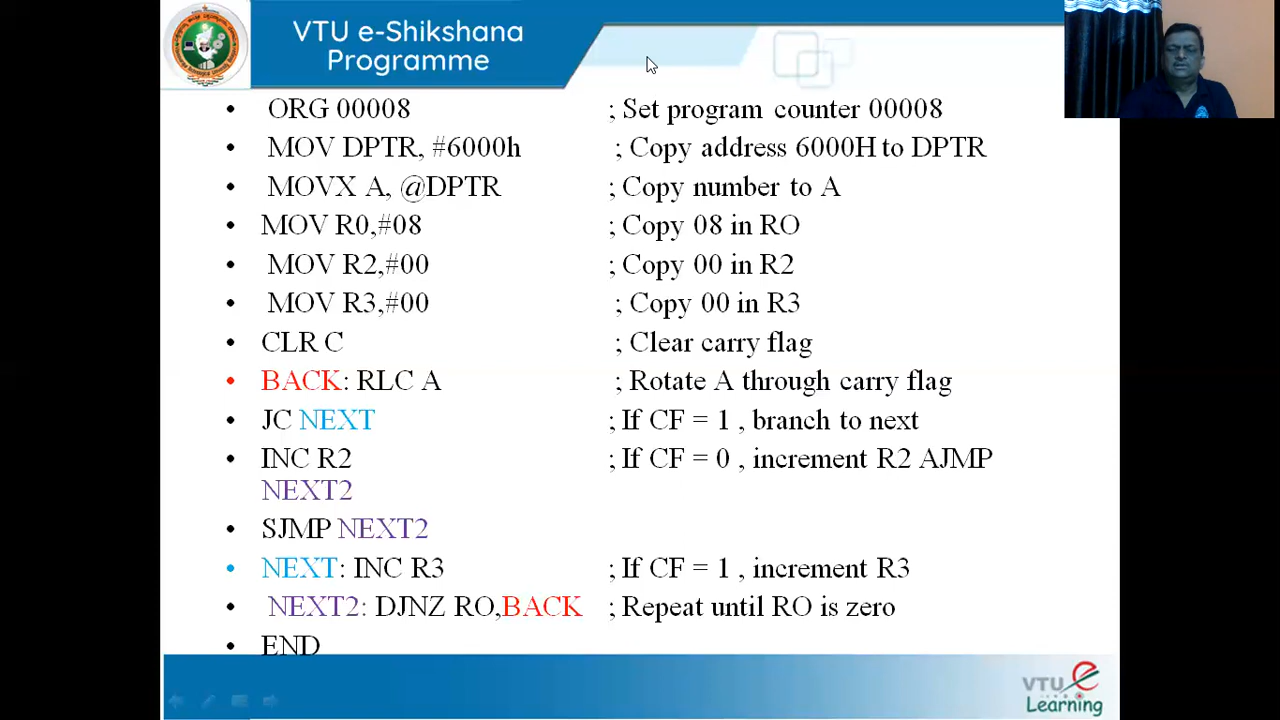 VTU e-Shikshana
Programme
• ORG 00008 ; Set program counter 00008
• MOV DPTR, #6000h ; Copy address 6000H to DPTR
• MOVX A, @DPTR ; Copy number to A
• MOV R0,#08 ; Copy 08 in RO
• MOV R2,#00 ; Copy 00 in R2
• MOV R3,#00 ; Copy 00 in R3
• CLR C ; Clear carry flag
• BACK: RLC A ; Rotate A through carry flag
• JC NEXT ; If CF = 1 , branch to next
• INC R2 ; If CF = 0 , increment R2 AJMP
NEXT2
• SJMP NEXT2
• NEXT: INC R3 ; If CF = 1 , increment R3
• NEXT2: DJNZ RO,BACK ; Repeat until RO is zero
• END
VTU e
Learning